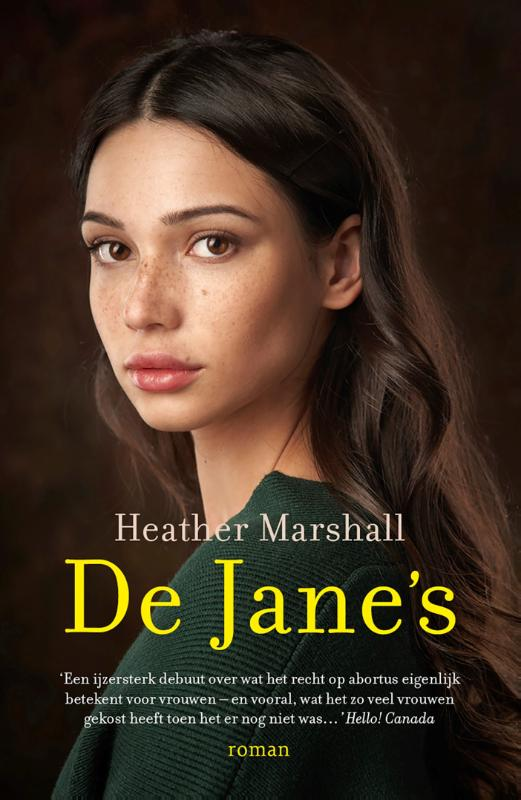 Heather Marshall
De Jane’s
‘Een ijzersterk debuut over wat het recht op abortus eigenlijk
betekent voor vrouwen – en vooral, wat het zo veel vrouwen
gekost heeft toen het er nog niet was…’ Hello! Canada
roman